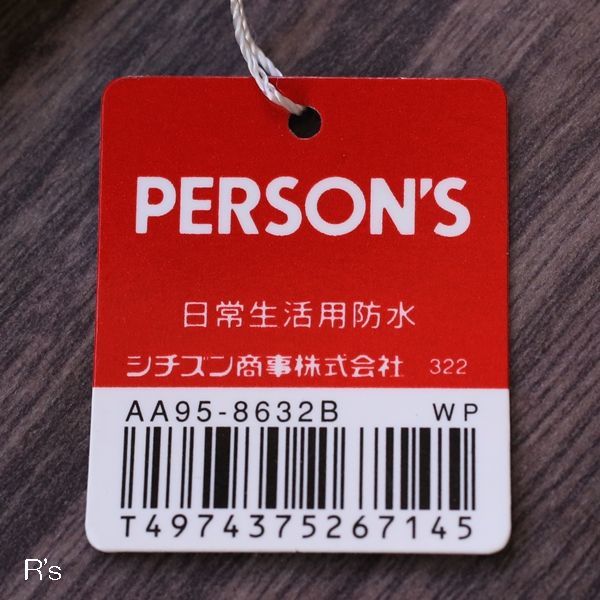 PERSON'S
日常生活用防水
シチズン商事株式会社 322
AA95-8632B WP
T4974375267145
R's